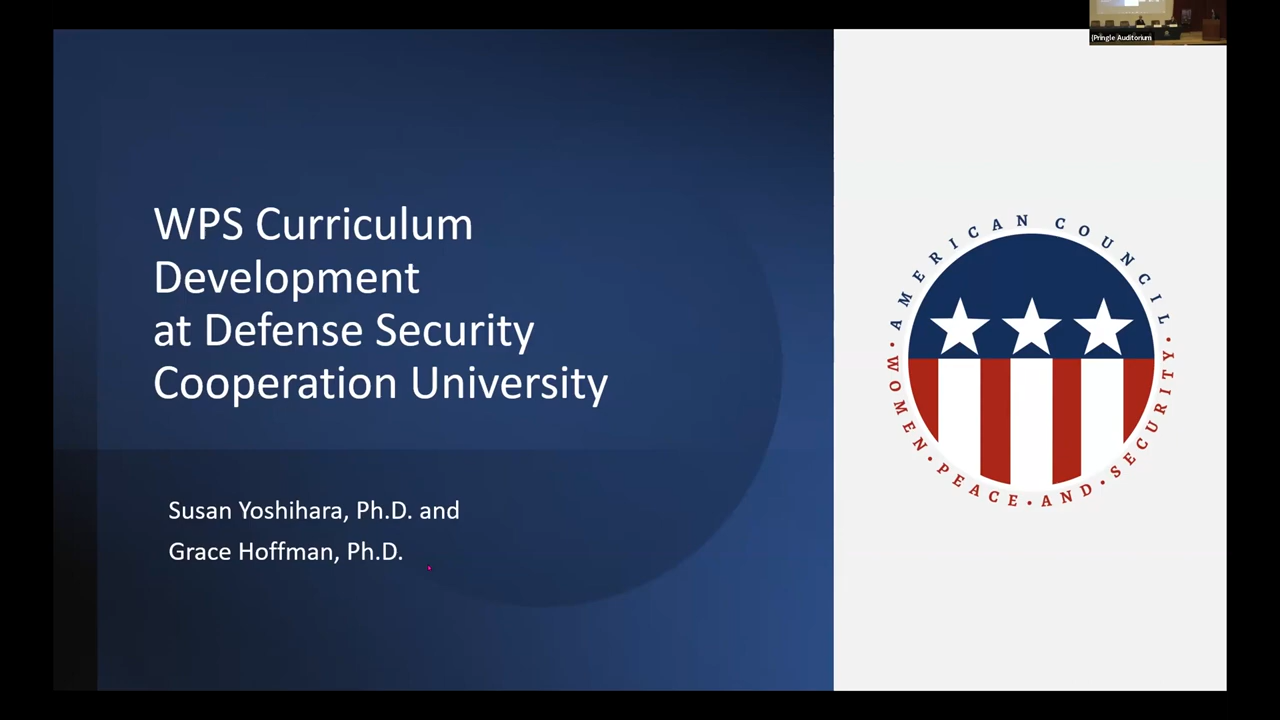 (Pringle Auditorium
WPS Curriculum
Development
at Defense Security
Cooperation University
Susan Yoshihara, Ph.D. and
Grace Hoffman, Ph.D.
AMERICAN COUNCIL
• WOMEN • PEACE • AND • SECURITY •